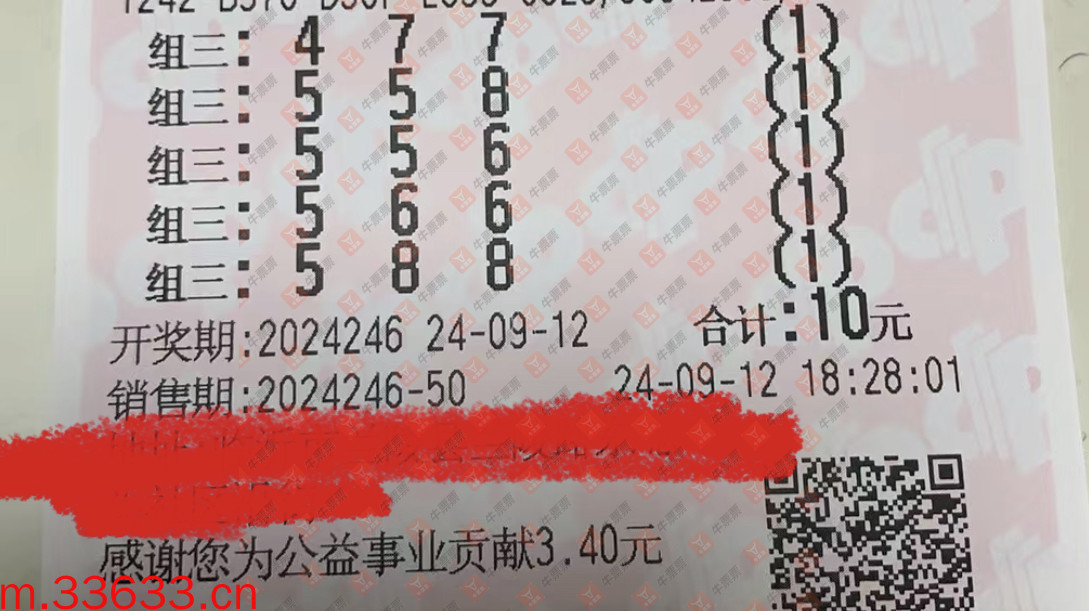 组三: 4 7 7 (1)
组三: 5 5 8 (1)
组三: 5 5 6 (1)
组三: 5 6 6 (1)
组三: 5 8 8 (1)
开奖期:2024246 24-09-12 合计:10元
销售期:2024246-50 24-09-12 18:28:01
感谢您为公益事业贡献3.40元
m.33633.cn
牛票票